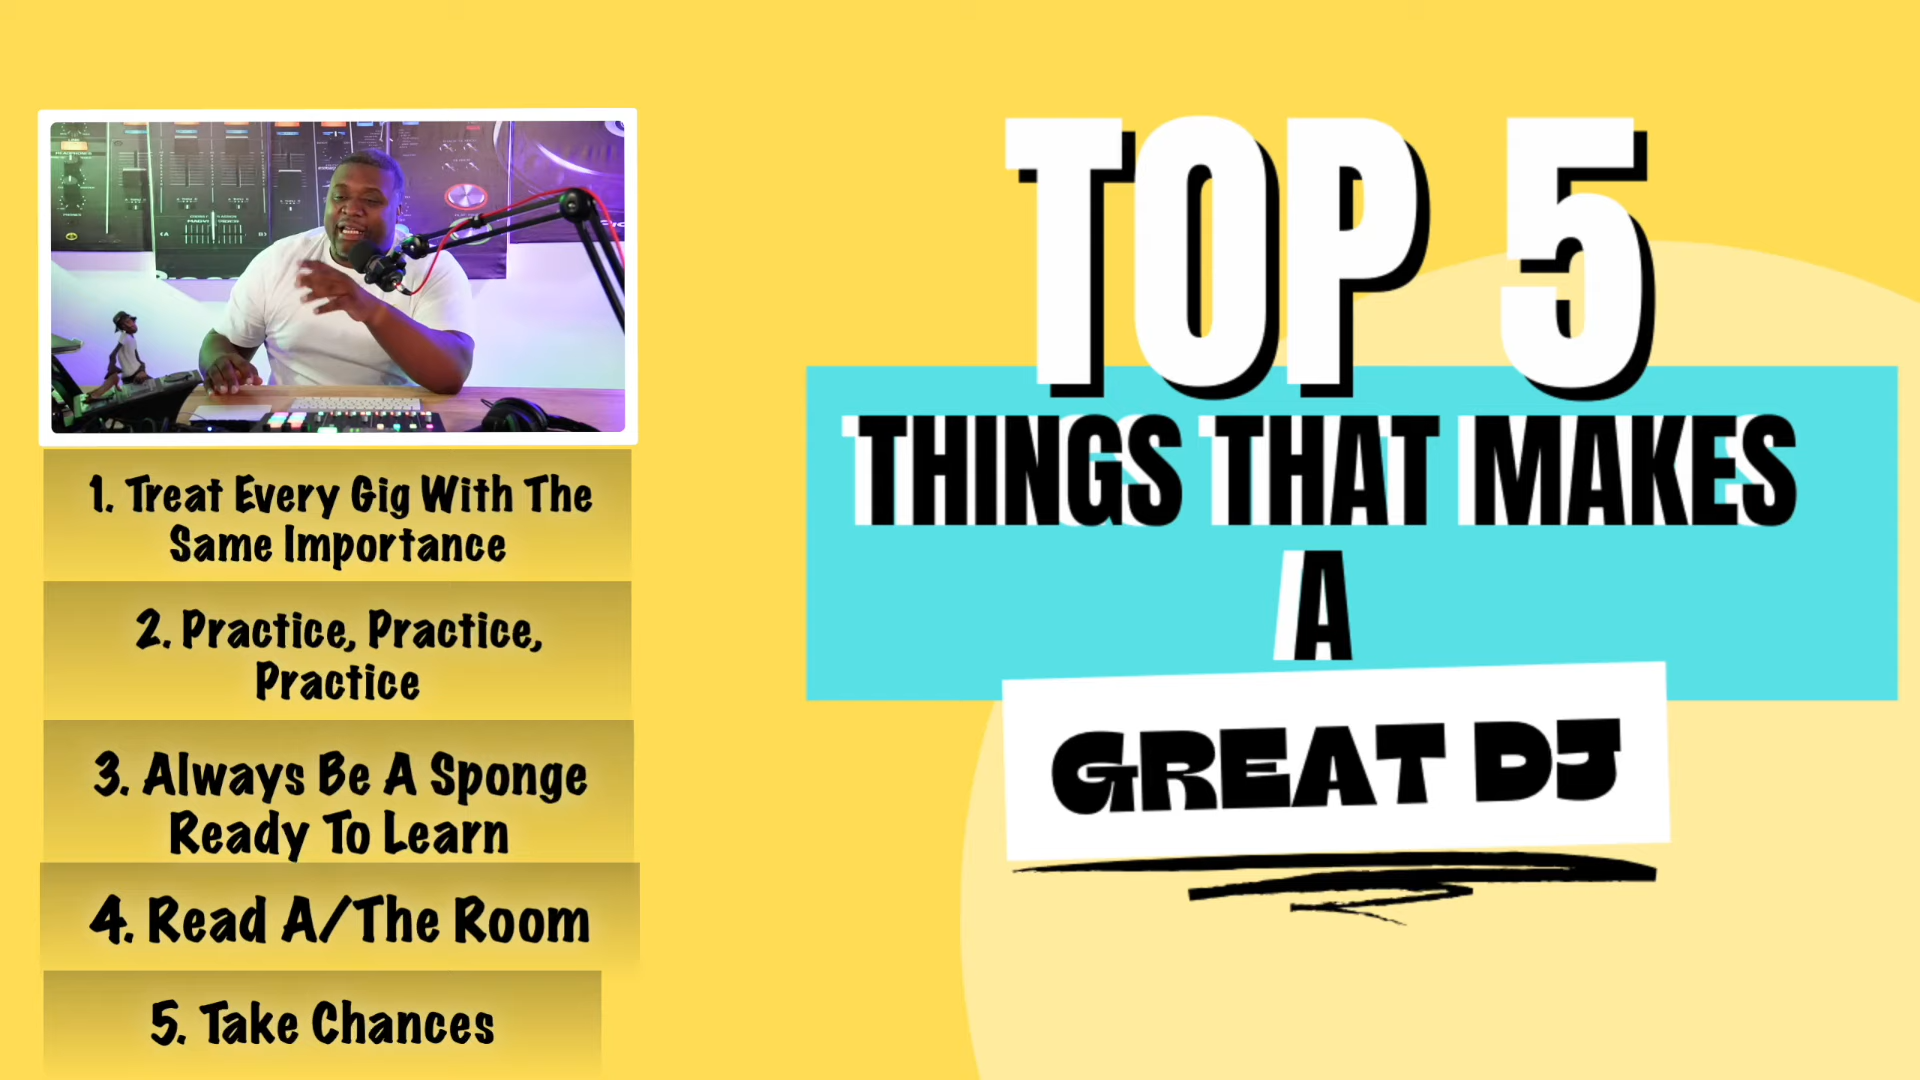 TOP 5
THINGS THAT MAKES
A
GREAT DJ
1. Treat Every Gig With The
Same Importance
2. Practice, Practice,
Practice
3. Always Be A Sponge
Ready To Learn
4. Read A/The Room
5. Take Chances